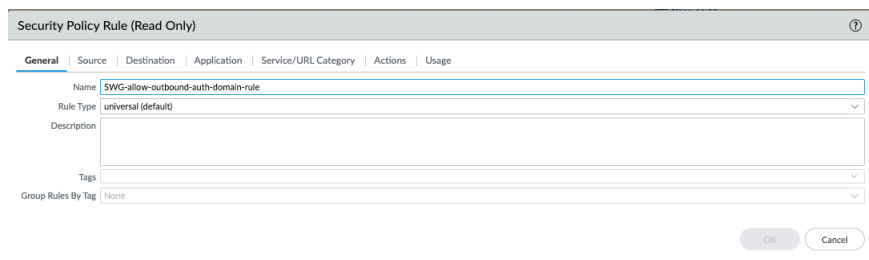 Security Policy Rule (Read Only)
?
General | Source | Destination | Application | Service/URL Category | Actions | Usage
Name SWG-allow-outbound-auth-domain-rule
Rule Type universal (default)
Description
Tags
Group Rules By Tag None
OK Cancel